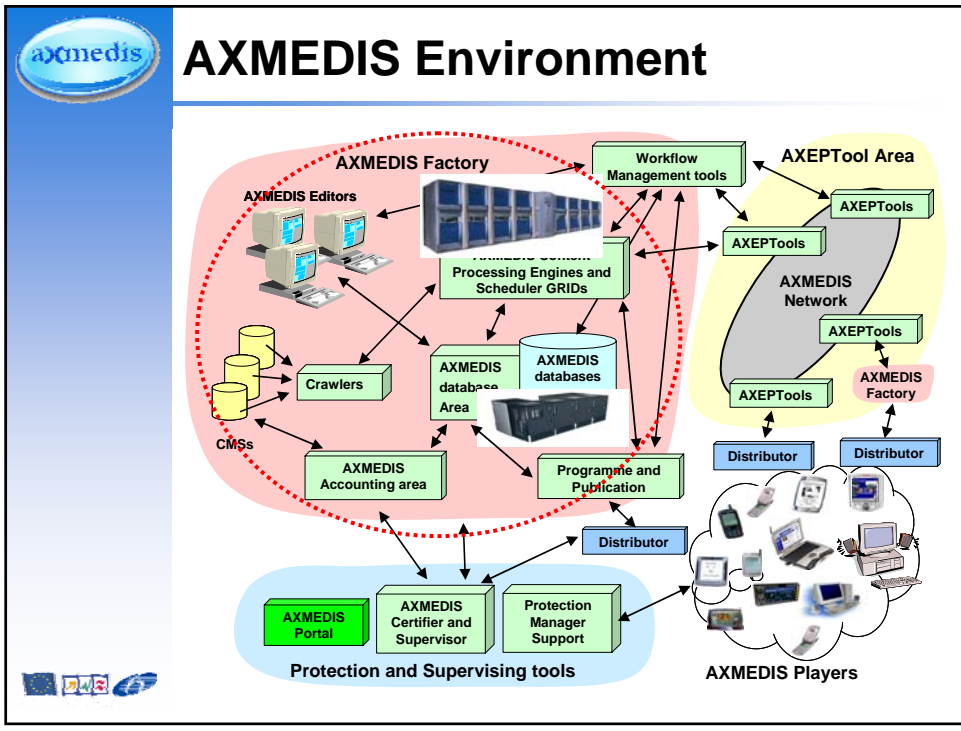 axmedis
AXMEDIS Environment
AXMEDIS Factory
Workflow
Management tools
AXEPTool Area
AXMEDIS Editors
AXEPTools
AXEPTools
AXMEDIS Content
Processing Engines and
Scheduler GRIDs
AXMEDIS
Network
AXEPTools
AXMEDIS
database
Area
AXMEDIS
databases
Crawlers
AXMEDIS
Factory
AXEPTools
CMSs
AXMEDIS
Accounting area
Programme and
Publication
Distributor
Distributor
Distributor
AXMEDIS
Portal
AXMEDIS
Certifier and
Supervisor
Protection
Manager
Support
Protection and Supervising tools
AXMEDIS Players